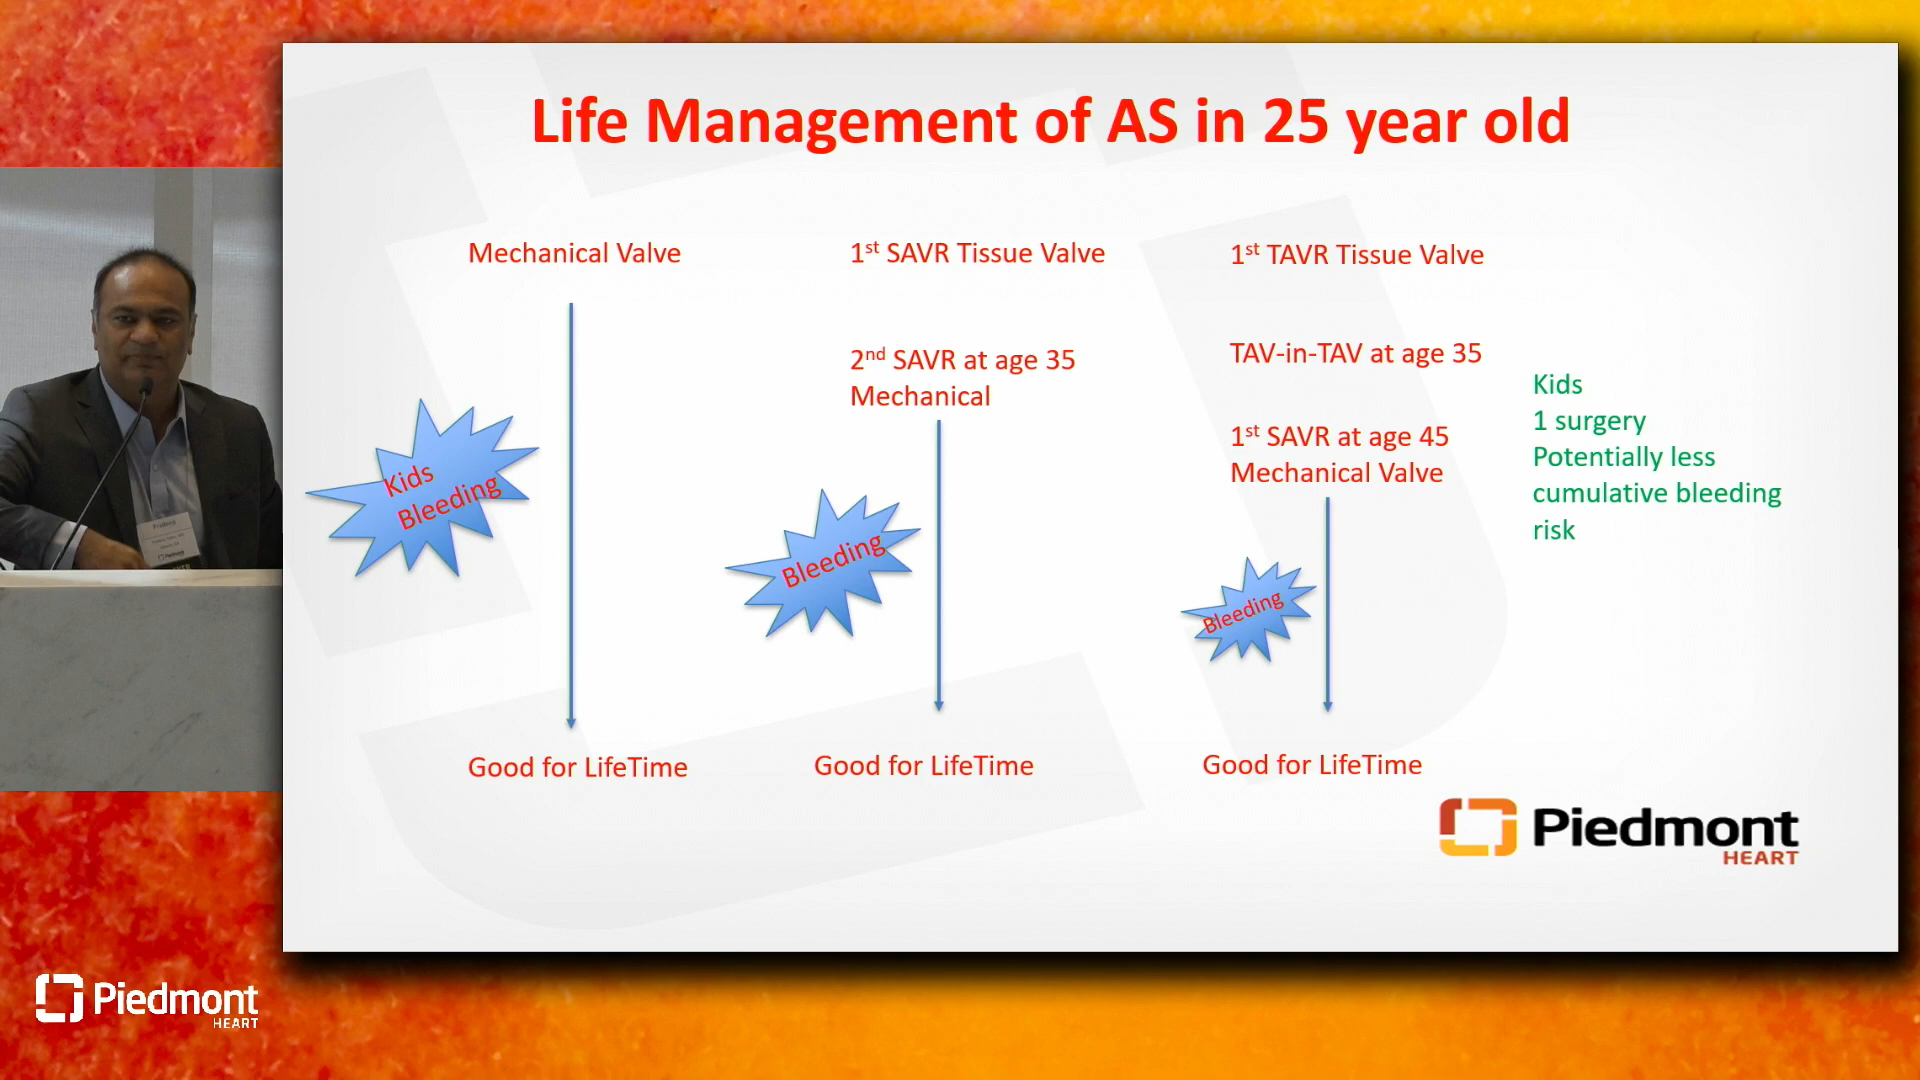 Life Management of AS in 25 year old
Mechanical Valve
1st SAVR Tissue Valve
1st TAVR Tissue Valve
2nd SAVR at age 35
Mechanical
TAV-in-TAV at age 35
1st SAVR at age 45
Mechanical Valve
Kids
1 surgery
Potentially less
cumulative bleeding
risk
Kids
Bleeding
Bleeding
Bleeding
Good for LifeTime
Good for LifeTime
Good for LifeTime
Piedmont
HEART
Piedmont
HEART